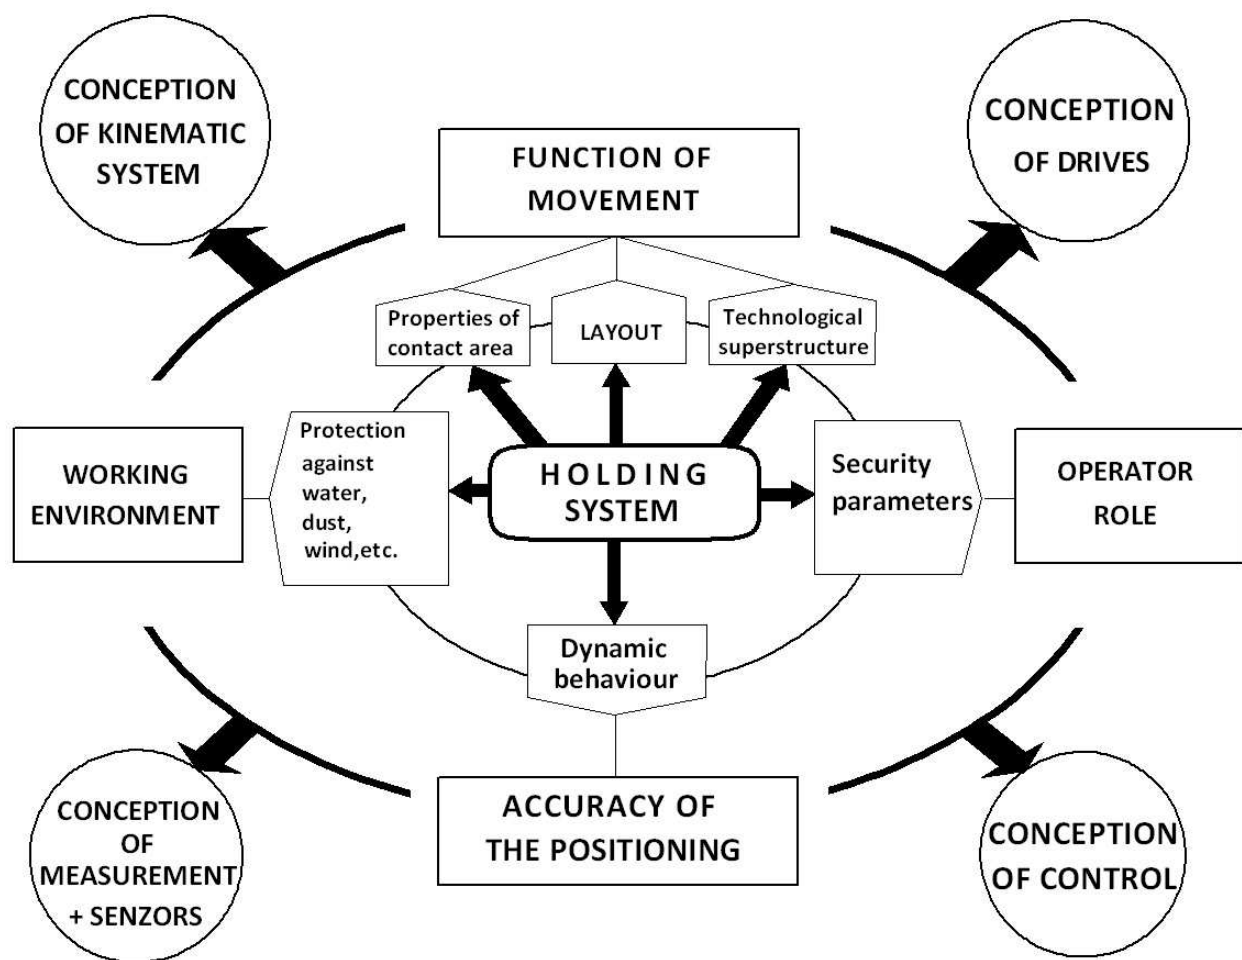 CONCEPTION
OF KINEMATIC
SYSTEM
CONCEPTION
OF DRIVES
FUNCTION OF
MOVEMENT
Properties of
contact area
LAYOUT
Technological
superstructure
WORKING
ENVIRONMENT
Protection
against
water,
dust,
wind,etc.
HOLDING
SYSTEM
Security
parameters
OPERATOR
ROLE
Dynamic
behaviour
ACCURACY OF
THE POSITIONING
CONCEPTION
OF
MEASUREMENT
+ SENZORS
CONCEPTION
OF CONTROL